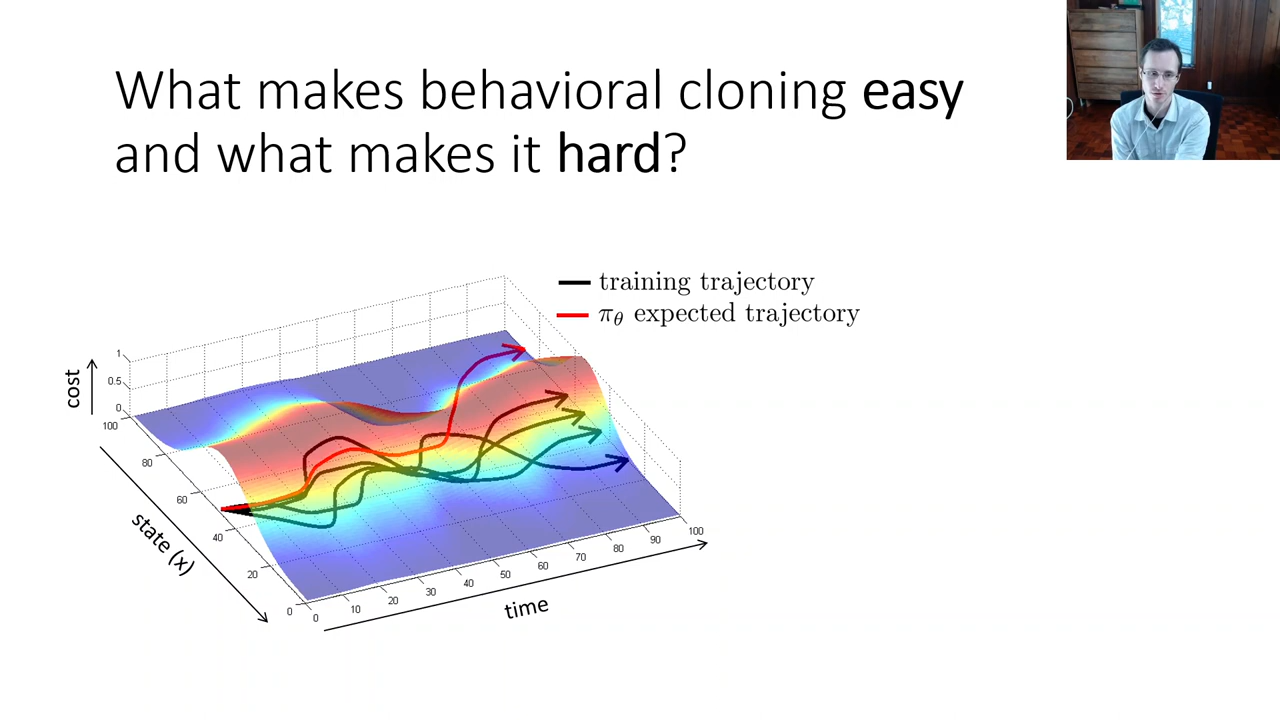 What makes behavioral cloning easy
and what makes it hard?
training trajectory
πθ expected trajectory
cost
1
0.5
0
100
80
60
40
20
0
state (x)
0
10
20
30
40
50
60
70
80
90
100
time